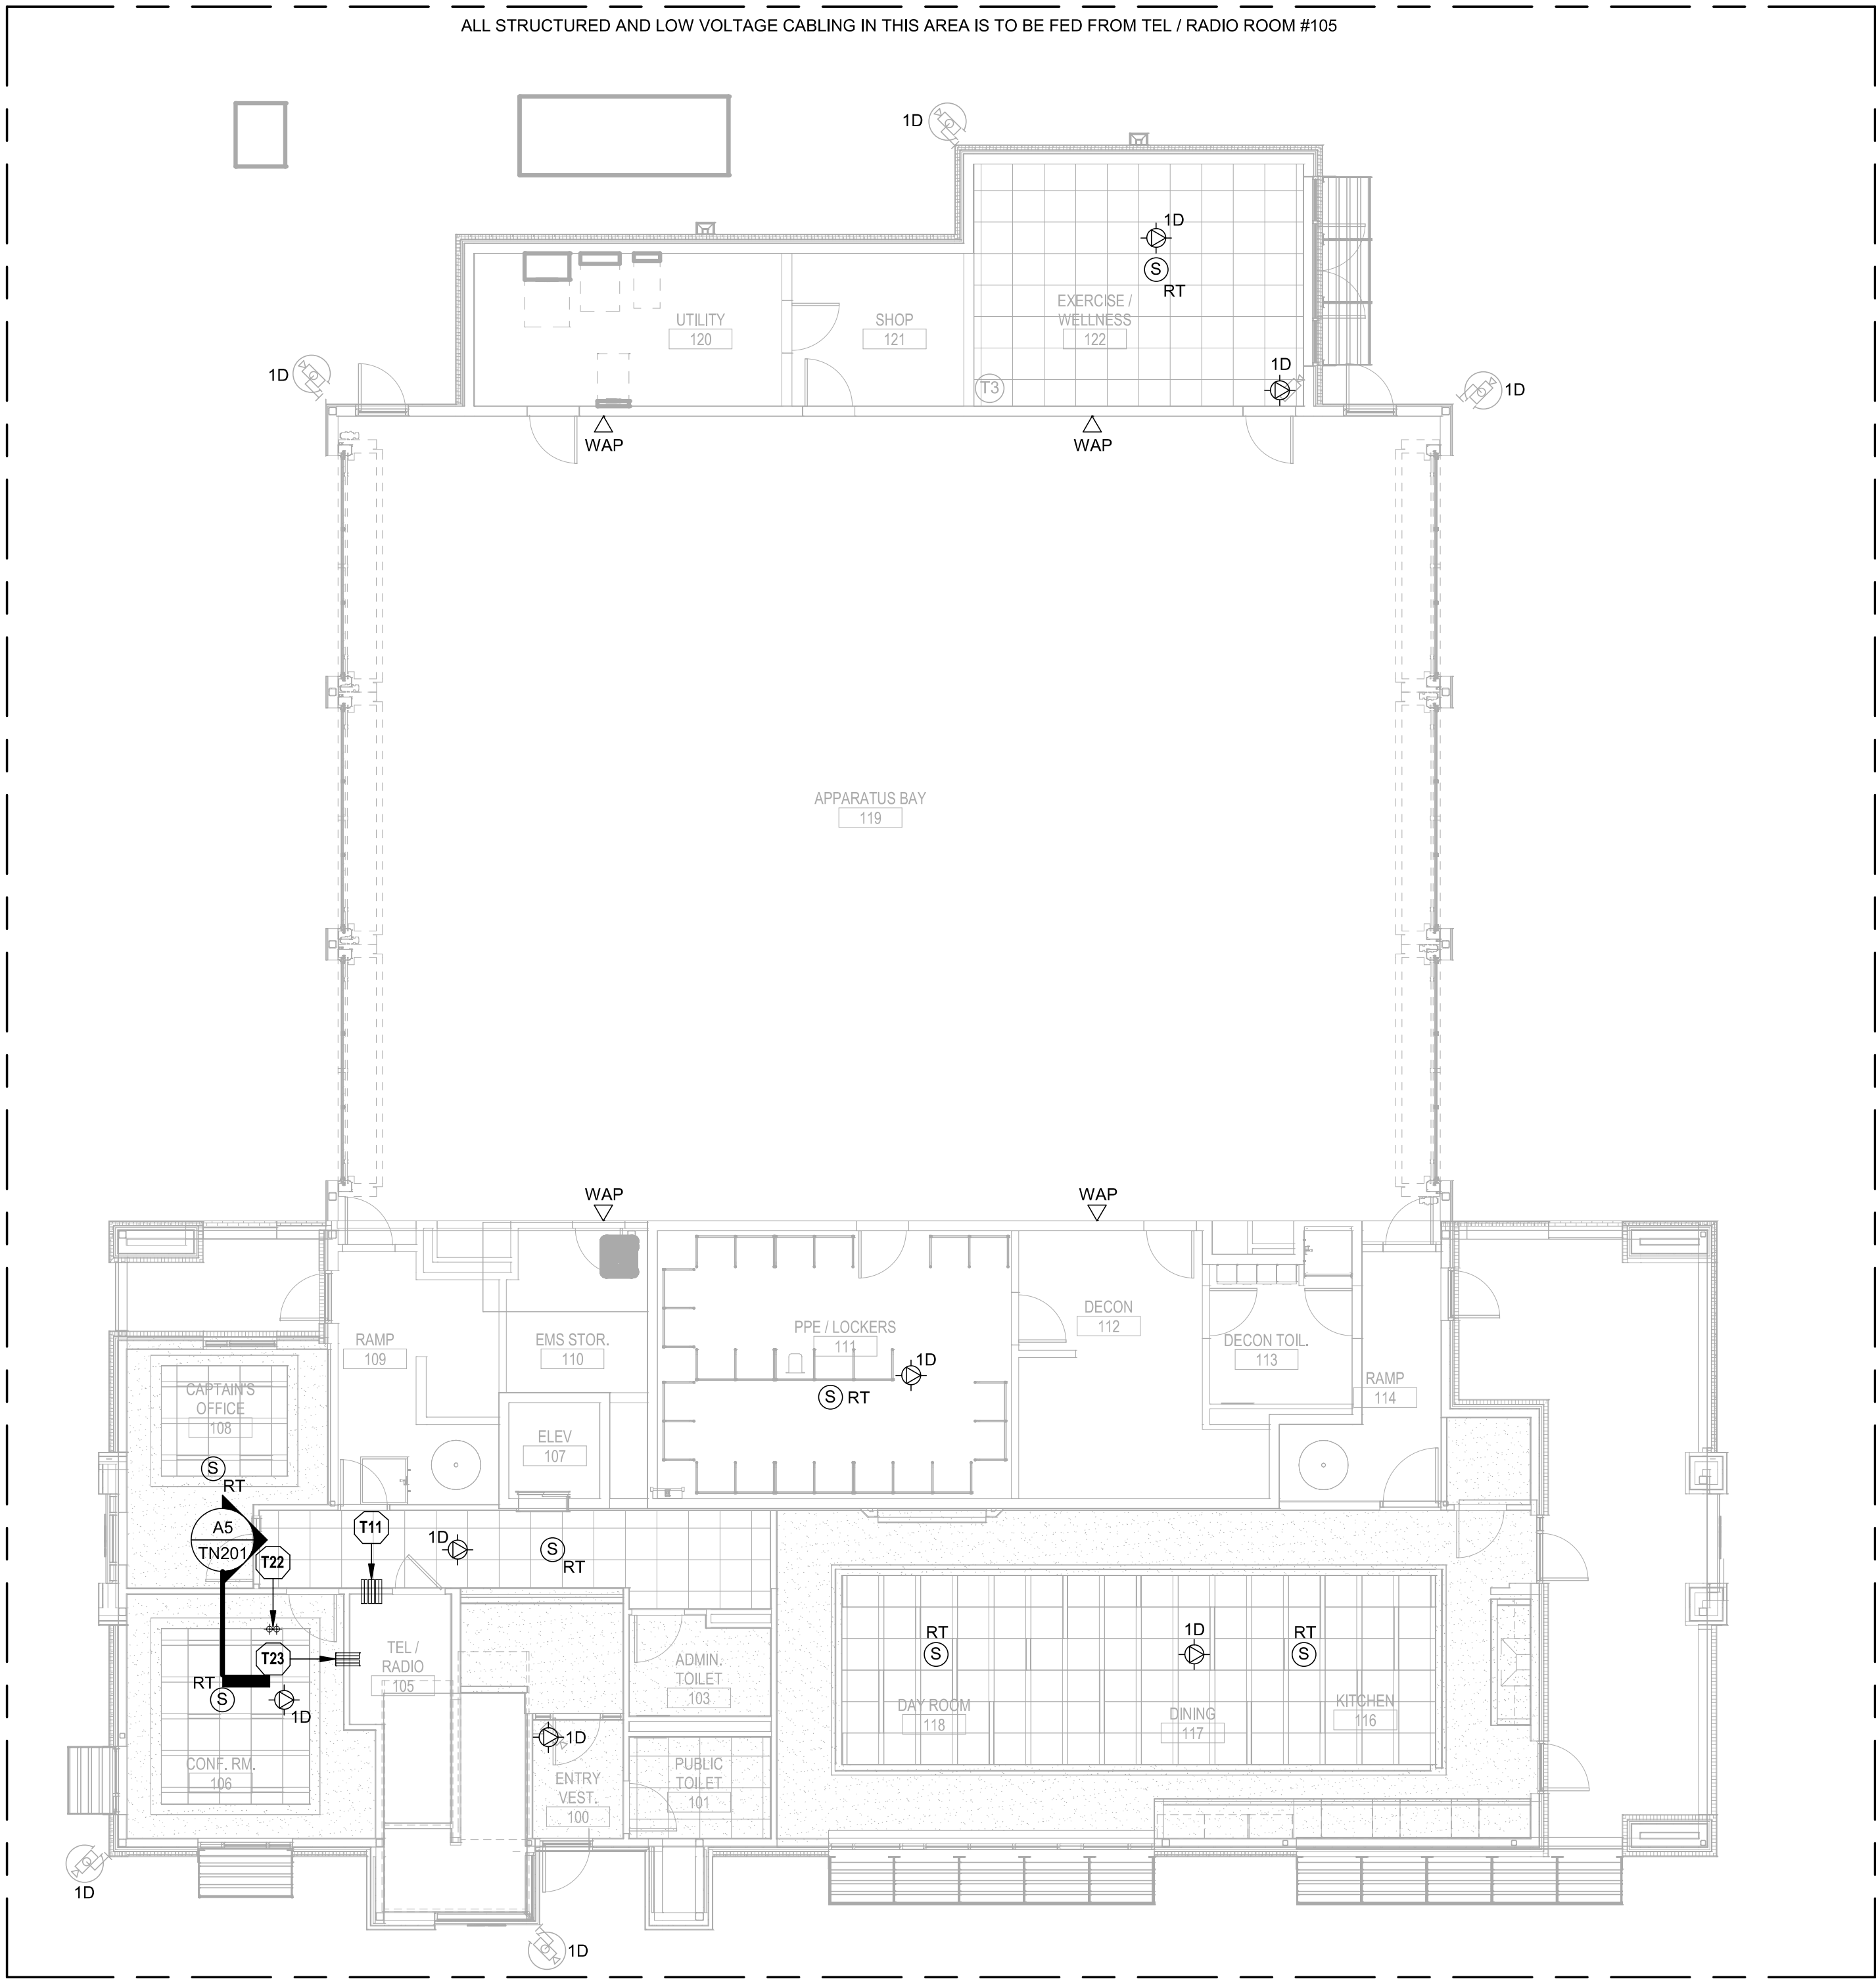 ALL STRUCTURED AND LOW VOLTAGE CABLING IN THIS AREA IS TO BE FED FROM TEL / RADIO ROOM #105
1D
1D
S
RT
EXERCISE /
WELLNESS
122
UTILITY
120
SHOP
121
1D
1D
T3
1D
WAP
WAP
APPARATUS BAY
119
WAP
WAP
RAMP
109
EMS STOR.
110
PPE / LOCKERS
111
1D
S RT
DECON
112
DECON TOIL.
113
RAMP
114
CAPTAIN'S
OFFICE
108
S
RT
ELEV
107
A5
TN201
T11
T22
1D
S
RT
T23
RT
S
1D
CONF. RM.
106
TEL /
RADIO
105
ADMIN.
TOILET
103
RT
S
1D
RT
S
DAY ROOM
118
DINING
117
KITCHEN
116
1D
ENTRY
VEST.
100
PUBLIC
TOILET
101
1D
1D